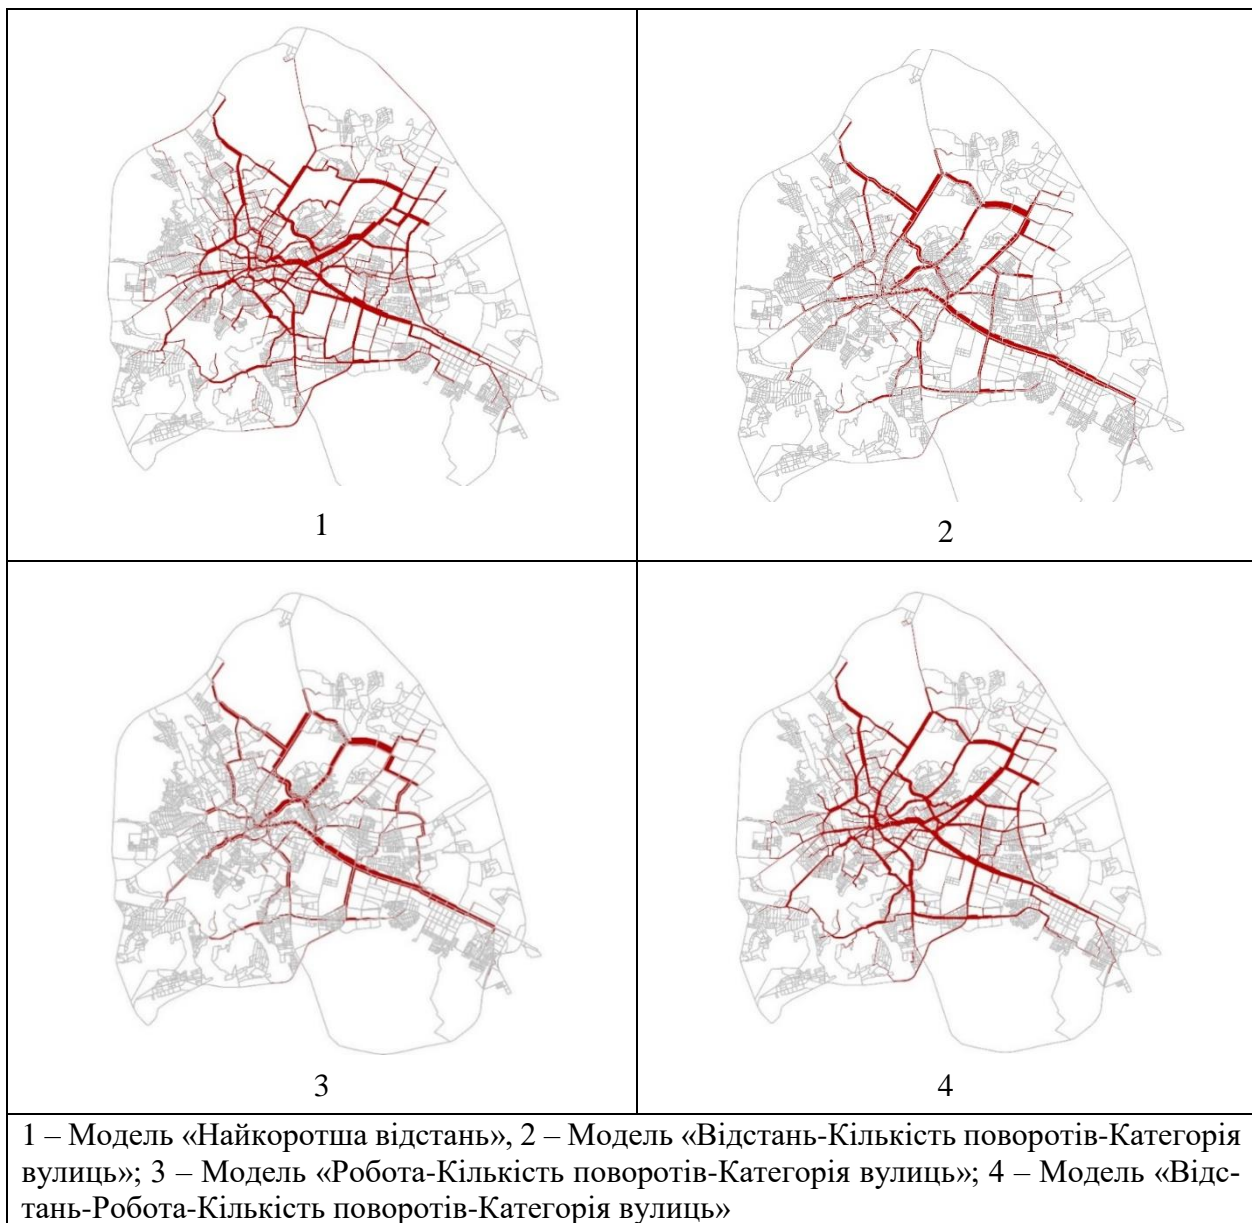 1
2
3
4
1 – Модель «Найкоротша відстань», 2 – Модель «Відстань-Кількість поворотів-Категорія
вулиць»; 3 – Модель «Робота-Кількість поворотів-Категорія вулиць»; 4 – Модель «Відс-
тань-Робота-Кількість поворотів-Категорія вулиць»